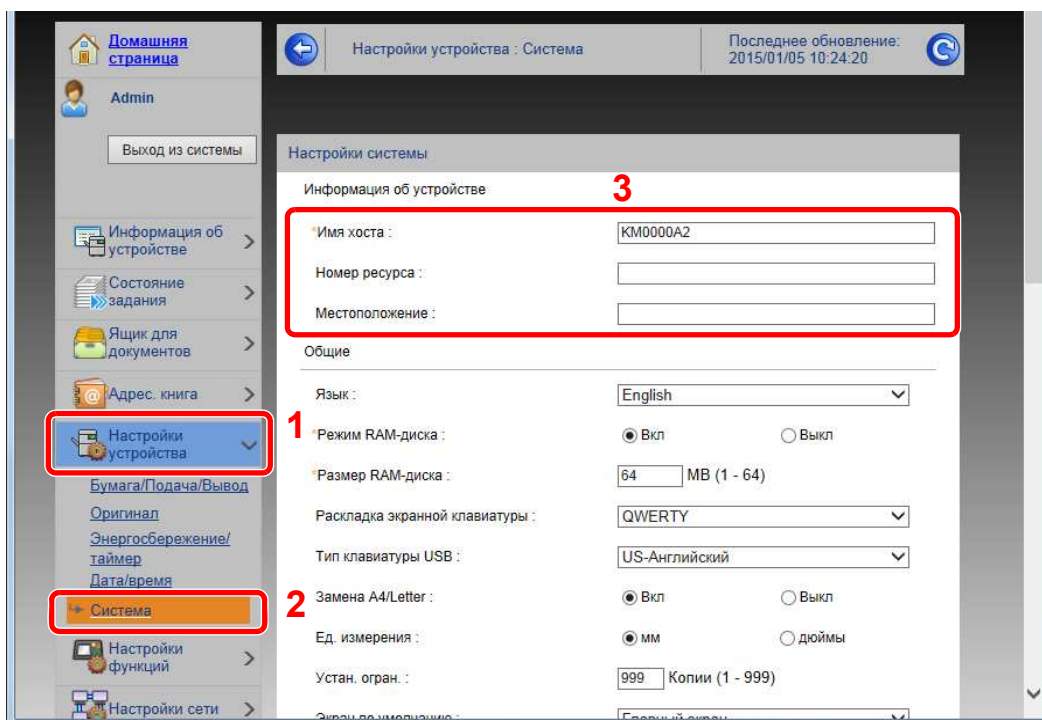 Домашняя
страница
Настройки устройства : Система
Последнее обновление:
2015/01/05 10:24:20
Admin
Выход из системы
Информация об
устройстве
Состояние
задания
Ящик для
документов
Адрес. книга
1
Настройки
устройства
Бумага/Подача/Вывод
Оригинал
Энергосбережение/
таймер
Дата/время
2
Система
Настройки
функций
Настройки сети
Настройки системы
Информация об устройстве
3
*Имя хоста : KM0000A2
Номер ресурса :
Местоположение :
Общие
Язык : English
*Режим RAM-диска : Вкл Выкл
*Размер RAM-диска : 64 MB (1 - 64)
Раскладка экранной клавиатуры : QWERTY
Тип клавиатуры USB : US-Английский
Замена A4/Letter : Вкл Выкл
Ед. измерения : мм дюймы
Устан. огран. : 999 Копии (1 - 999)
Экран по умолчанию : Главный экран